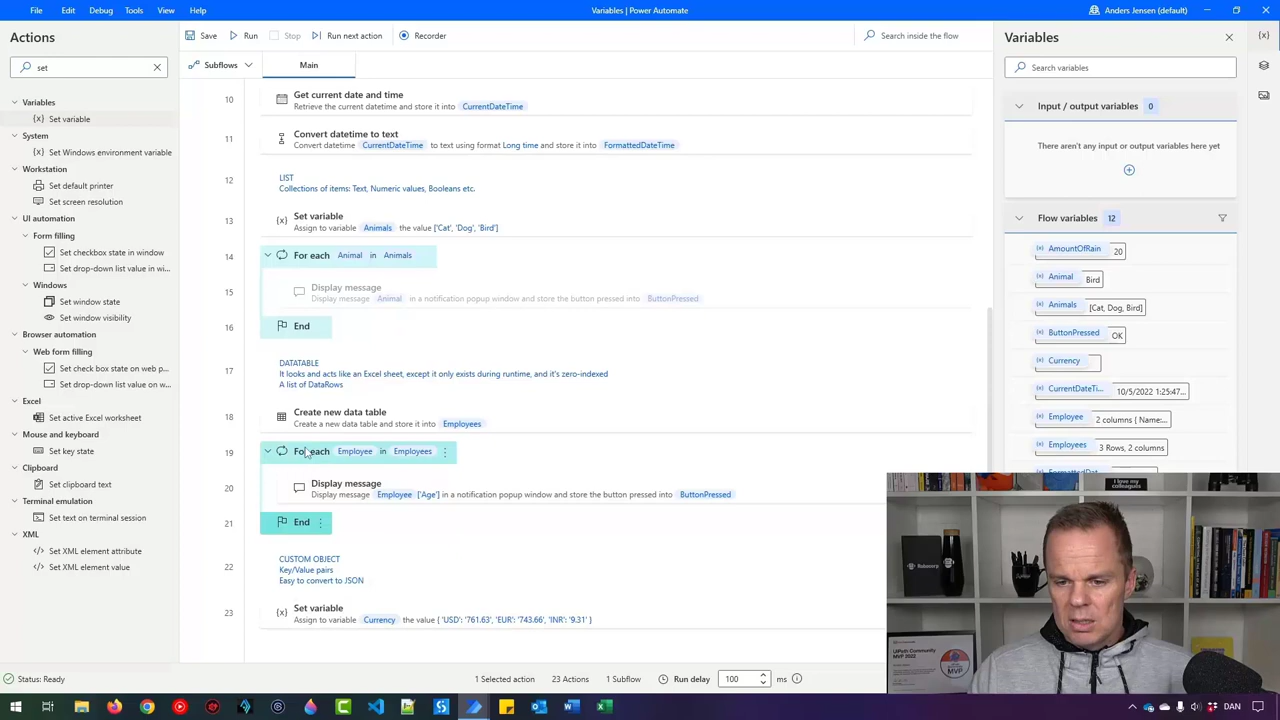 File Edit Debug Tools View Help
Variables | Power Automate
Anders Jensen (default)
Actions
set
Variables
Set variable
System
Set Windows environment variable
Workstation
Set default printer
Set screen resolution
UI automation
Form filling
Set checkbox state in window
Set drop-down list value in wi...
Windows
Set window state
Set window visibility
Browser automation
Web form filling
Set check box state on web p...
Set drop-down list value on w...
Excel
Set active Excel worksheet
Mouse and keyboard
Set key state
Clipboard
Set clipboard text
Terminal emulation
Set text on terminal session
XML
Set XML element attribute
Set XML element value
Save Run Stop Run next action Recorder
Search inside the flow
Subflows Main
10 Get current date and time
Retrieve the current datetime and store it into CurrentDateTime
11 Convert datetime to text
Convert datetime CurrentDateTime to text using format Long time and store it into FormattedDateTime
12 LIST
Collections of items: Text, Numeric values, Booleans etc.
13 Set variable
Assign to variable Animals the value ['Cat', 'Dog', 'Bird']
14 For each Animal in Animals
15 Display message
Display message Animal in a notification popup window and store the button pressed into ButtonPressed
16 End
17 DATATABLE
It looks and acts like an Excel sheet, except it only exists during runtime, and it's zero-indexed
A list of DataRows
18 Create new data table
Create a new data table and store it into Employees
19 For each Employee in Employees
20 Display message
Display message Employee ['Age'] in a notification popup window and store the button pressed into ButtonPressed
21 End
22 CUSTOM OBJECT
Key/Value pairs
Easy to convert to JSON
23 Set variable
Assign to variable Currency the value { 'USD': '761.63', 'EUR': '743.66', 'INR': '9.31' }
Variables
Search variables
Input / output variables 0
There aren't any input or output variables here yet
Flow variables 12
AmountOfRain 20
Animal Bird
Animals [Cat, Dog, Bird]
ButtonPressed OK
Currency
CurrentDateTi... 10/5/2022 1:25:47...
Employee 2 columns { Name:...
Employees 3 Rows, 2 columns
I love my
colleagues
Robocorp
UiPath Community
MVP 2022
Status: Ready
1 Selected action 23 Actions 1 Subflow Run delay 100 ms
DAN